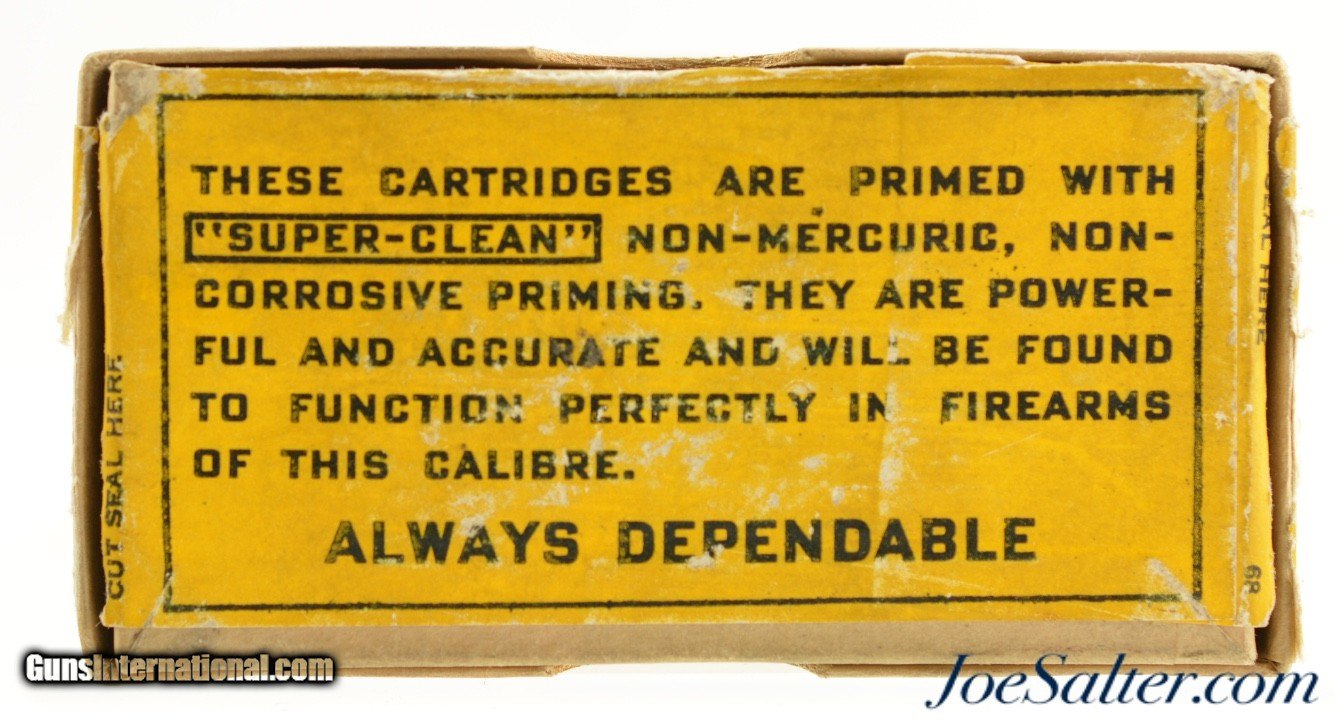 THESE CARTRIDGES ARE PRIMED WITH
"SUPER-CLEAN" NON-MERCURIC, NON-
CORROSIVE PRIMING. THEY ARE POWER-
FUL AND ACCURATE AND WILL BE FOUND
TO FUNCTION PERFECTLY IN FIREARMS
OF THIS CALIBRE.
ALWAYS DEPENDABLE
CUT SEAL HERE
SEAL HERE
68
GunsInternational.com
JoeSalter.com